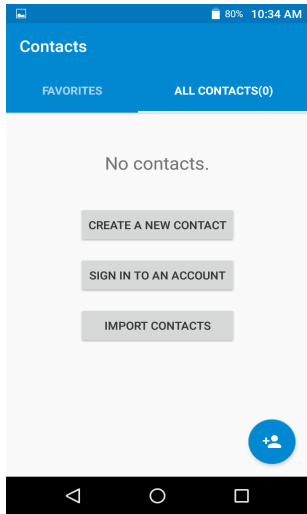 80% 10:34 AM
Contacts
FAVORITES ALL CONTACTS(0)
No contacts.
CREATE A NEW CONTACT
SIGN IN TO AN ACCOUNT
IMPORT CONTACTS